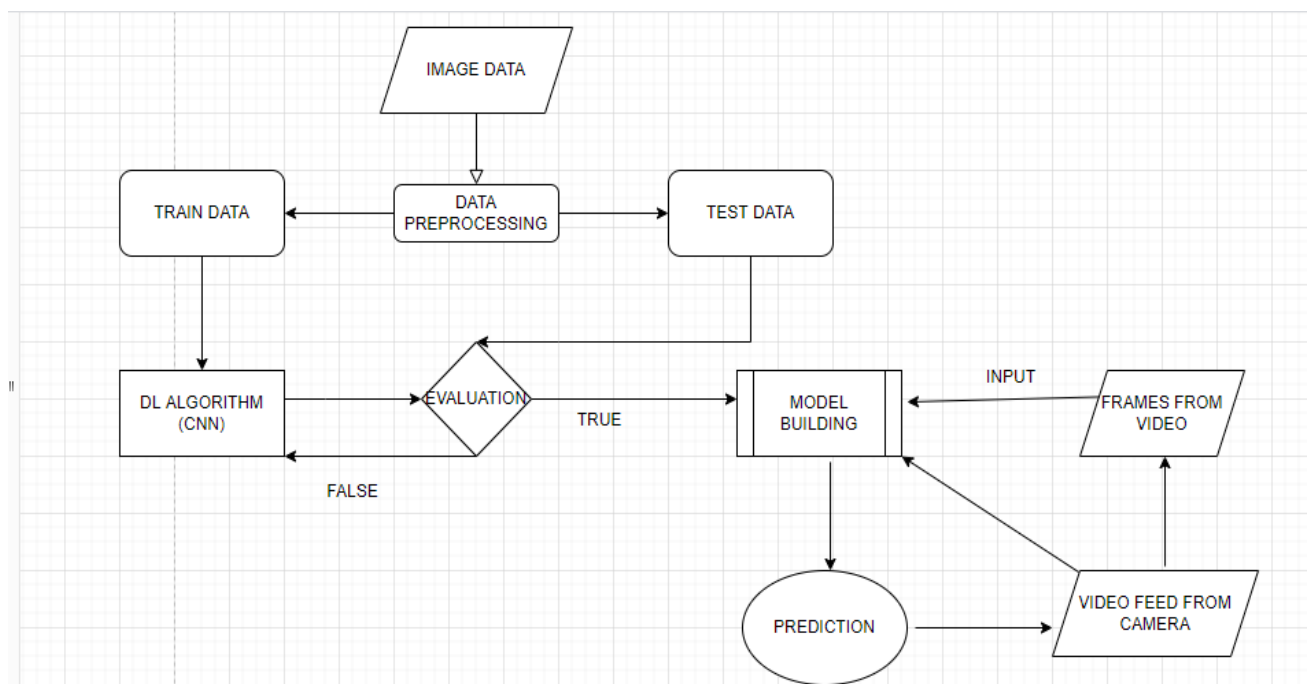 IMAGE DATA
TRAIN DATA
DATA
PREPROCESSING
TEST DATA
DL ALGORITHM
(CNN)
EVALUATION
TRUE
FALSE
MODEL
BUILDING
INPUT
FRAMES FROM
VIDEO
PREDICTION
VIDEO FEED FROM
CAMERA